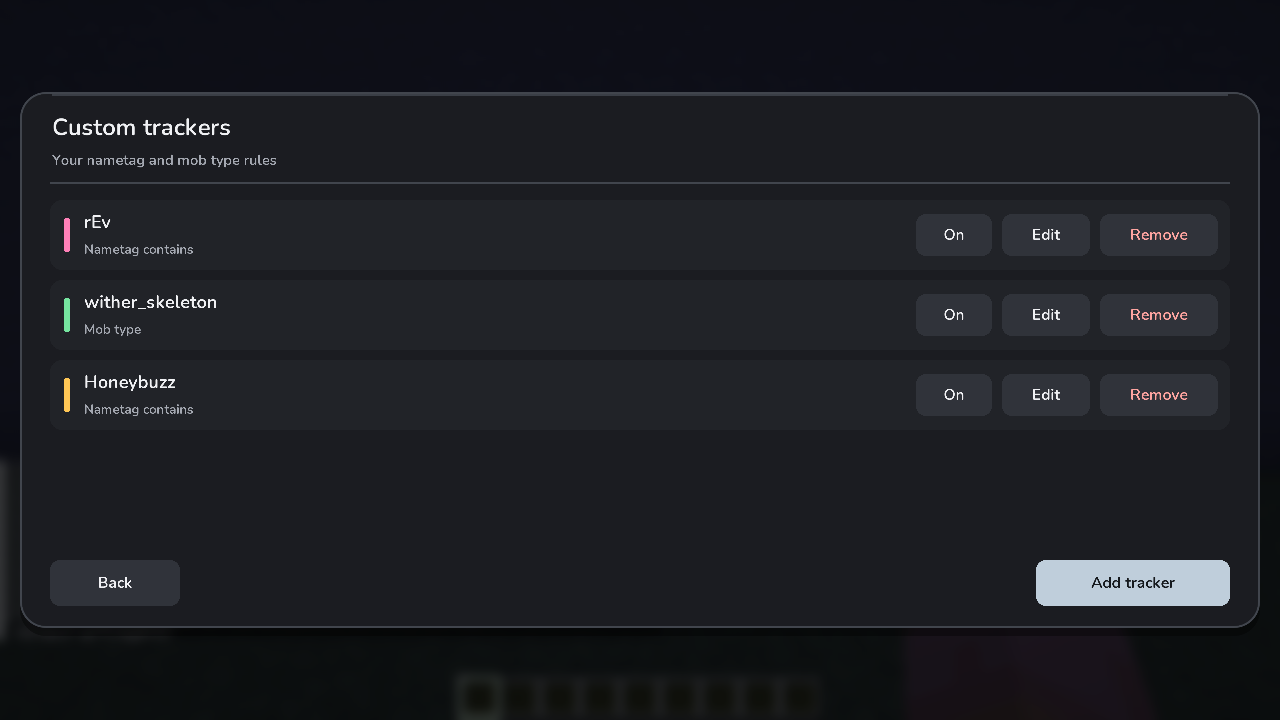 Custom trackers
Your nametag and mob type rules
rEv
Nametag contains
On Edit Remove
wither_skeleton
Mob type
On Edit Remove
Honeybuzz
Nametag contains
On Edit Remove
Back Add tracker